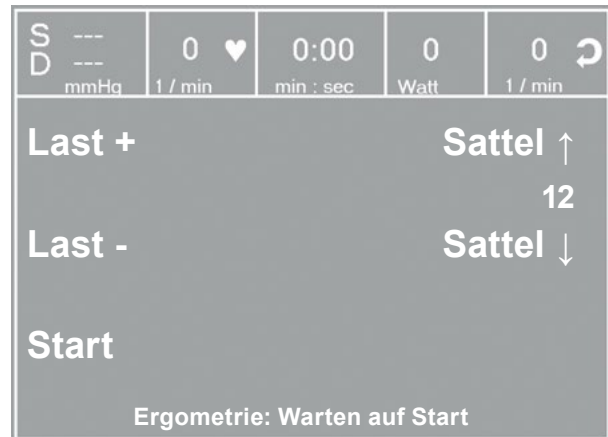 S ---
D ---
mmHg
0 ♥
1 / min
0:00
min : sec
0
Watt
0
1 / min
Last +
Sattel ↑
12
Last -
Sattel ↓
Start
Ergometrie: Warten auf Start